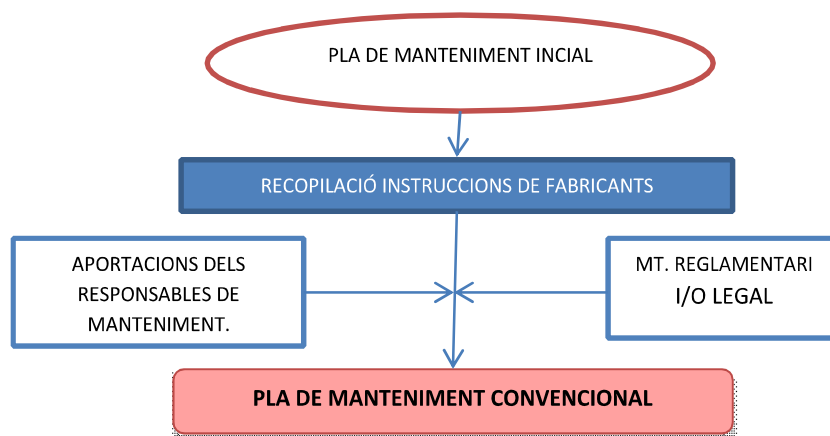 PLA DE MANTENIMENT INCIAL
RECOPILACIÓ INSTRUCCIONS DE FABRICANTS
APORTACIONS DELS
RESPONSABLES DE
MANTENIMENT.
MT. REGLAMENTARI
I/O LEGAL
PLA DE MANTENIMENT CONVENCIONAL